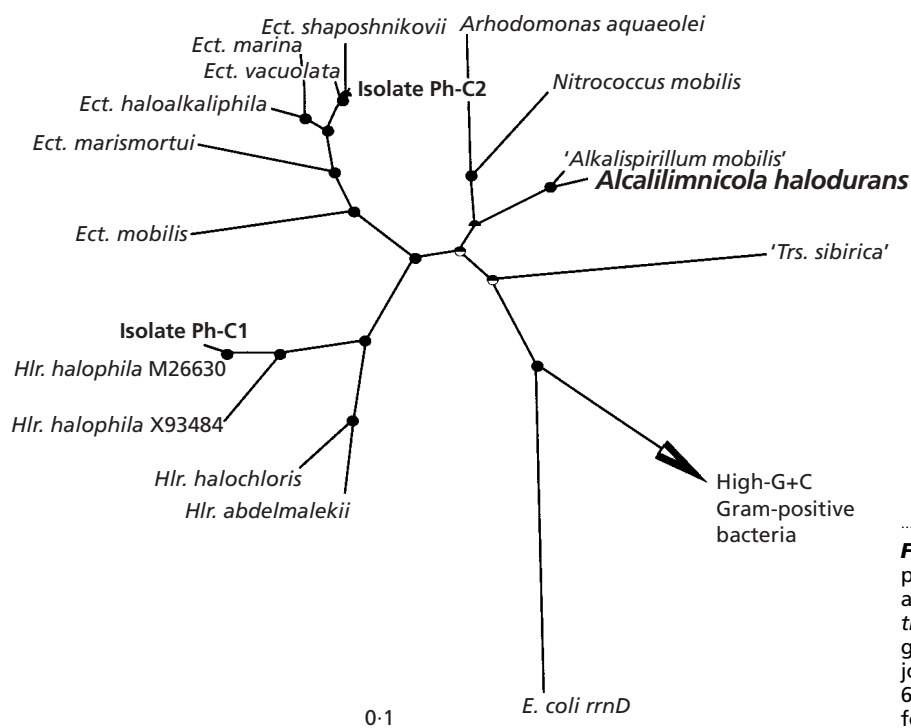 Ect. shaposhnikovii
Arhodomonas aquaeolei
Ect. marina
Ect. vacuolata
Isolate Ph-C2
Nitrococcus mobilis
Ect. haloalkaliphila
Ect. marismortui
'Alkalispirillum mobilis'
Alcalilimnicola halodurans
Ect. mobilis
'Trs. sibirica'
Isolate Ph-C1
Hlr. halophila M26630
Hlr. halophila X93484
Hlr. halochloris
Hlr. abdelmalekii
High-G+C
Gram-positive
bacteria
E. coli rrnD
0·1